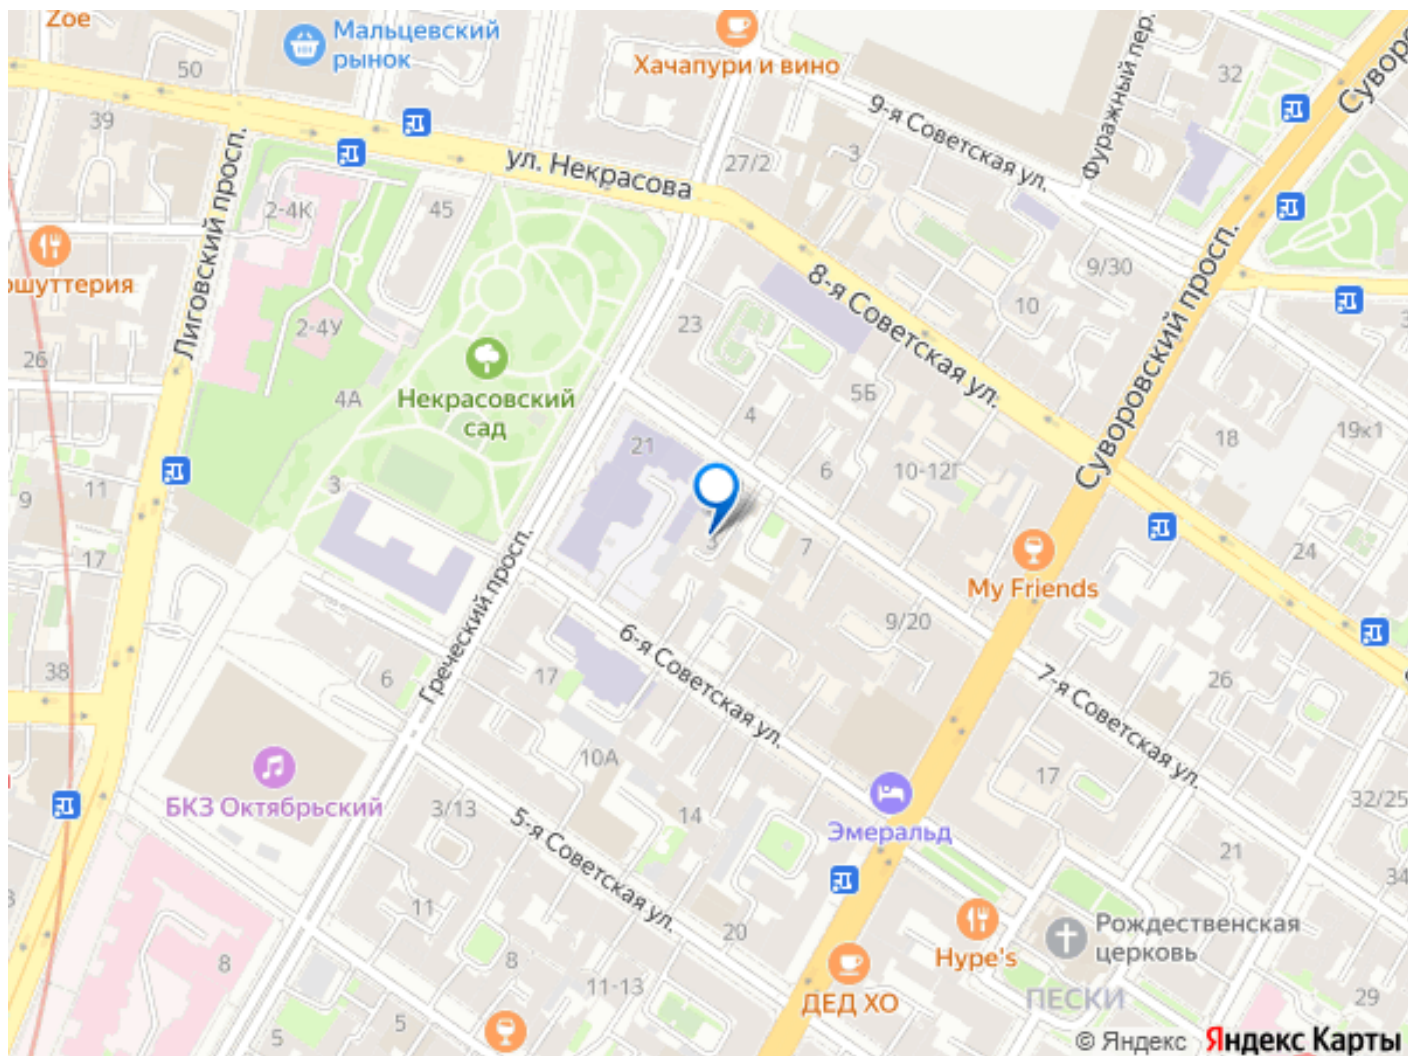 Zoe
Мальцевский
рынок
Хачапури и вино
Фуражный пер.
Суворо
50
32
39
9-я Советская ул.
ул. Некрасова
27/2
3
Лиговский просп.
2-4К
45
ошуттерия
9/30
10
8-я Советская ул.
Суворовский просп.
2-4У
23
26
4А
Некрасовский
сад
5Б
4
21
6
10-12Г
18
19к1
3
11
9
17
3
7
24
My Friends
Греческий просп.
9/20
6-я Советская ул.
7-я Советская ул.
38
6
17
26
БКЗ Октябрьский
10А
17
3/13
14
Эмеральд
32/25
5-я Советская ул.
21
34
11
20
Рождественская
церковь
Hype's
8
8
11-13
ДЕД ХО
ПЕСКИ
29
5
5
© Яндекс Яндекс Карты